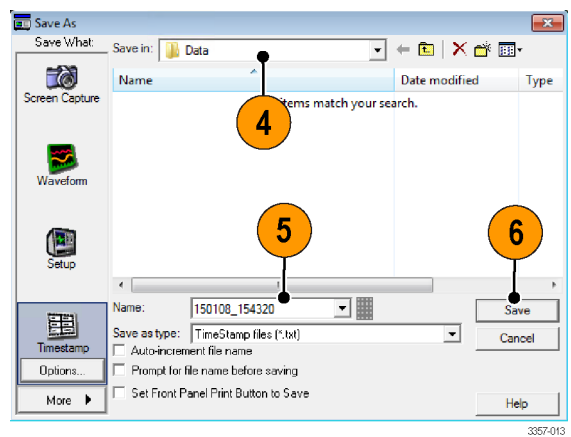 Save As
Save What:
Save in: Data
Name Date modified Type
items match your search.
4
Screen Capture
Waveform
Setup
5
6
Name: 150108_154320 Save
Save as type: TimeStamp files (*.txt) Cancel
Timestamp
Auto-increment file name
Options... Prompt for file name before saving
More Set Front Panel Print Button to Save
Help
3357-013